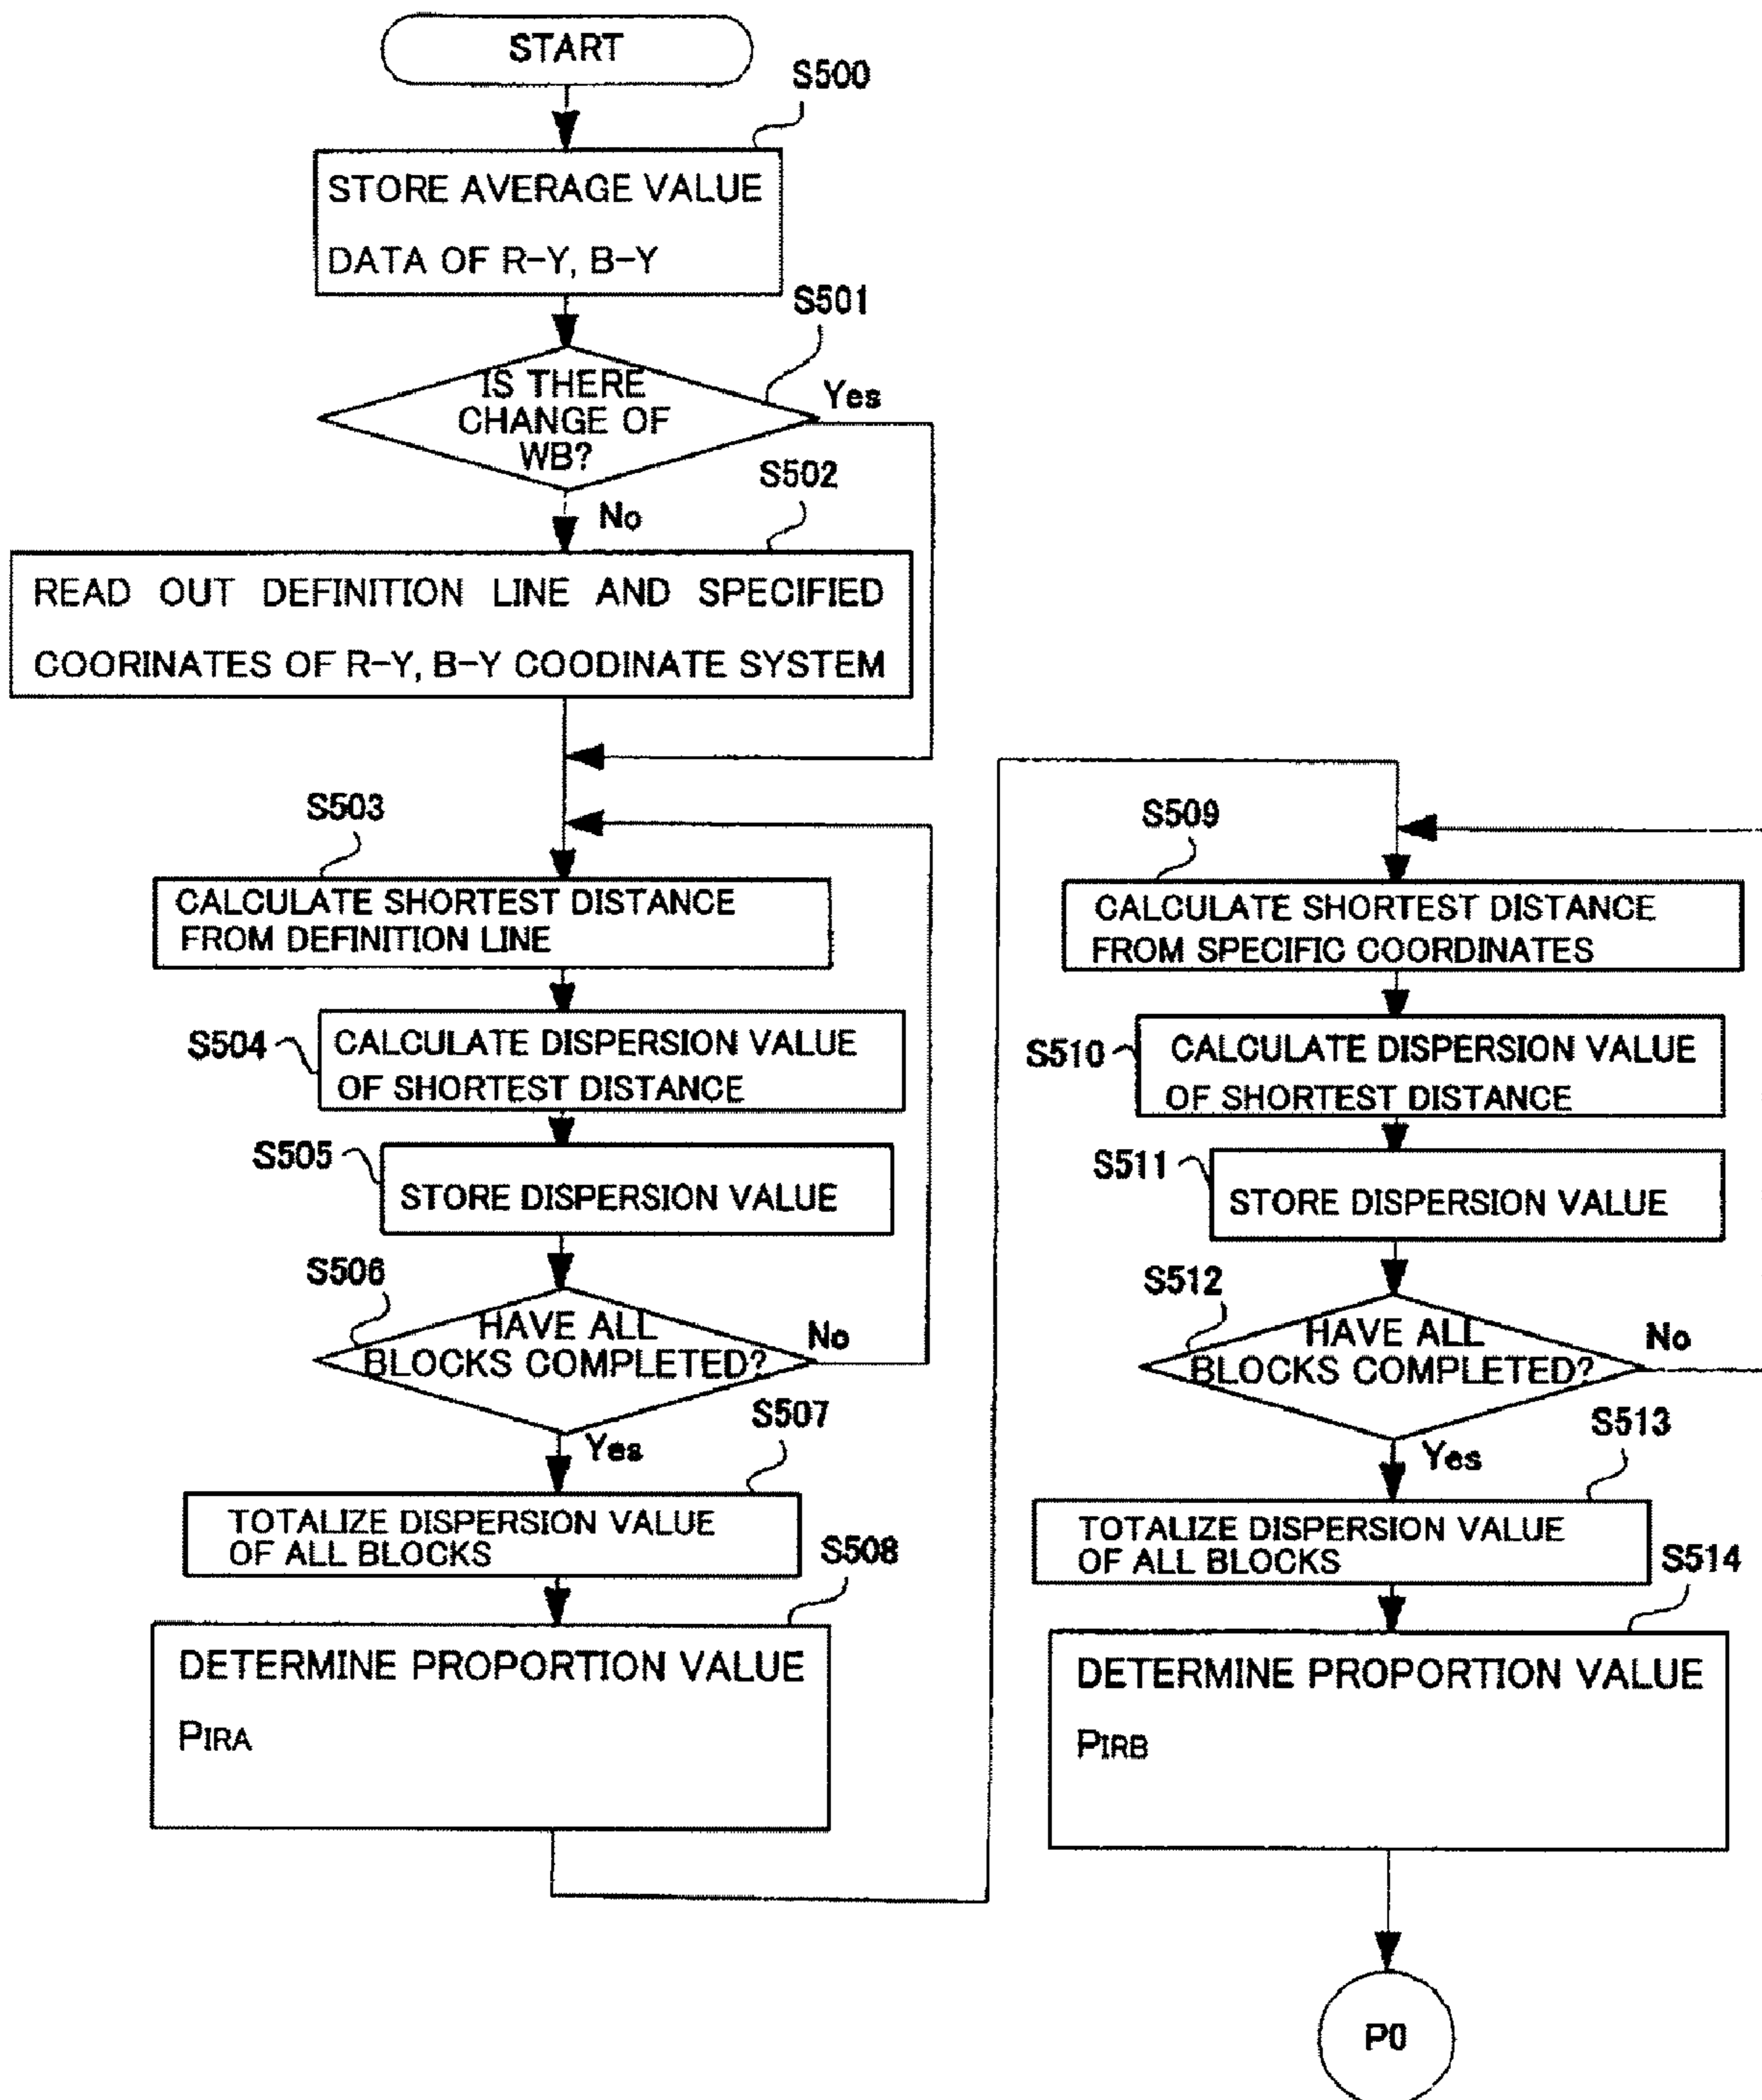 START
S500
STORE AVERAGE VALUE
DATA OF R-Y, B-Y
S501
IS THERE
CHANGE OF
WB?
Yes
No
S502
READ OUT DEFINITION LINE AND SPECIFIED
COORINATES OF R-Y, B-Y COODINATE SYSTEM
S503
CALCULATE SHORTEST DISTANCE
FROM DEFINITION LINE
S504
CALCULATE DISPERSION VALUE
OF SHORTEST DISTANCE
S505
STORE DISPERSION VALUE
S506
HAVE ALL
BLOCKS COMPLETED?
No
Yes
S507
TOTALIZE DISPERSION VALUE
OF ALL BLOCKS
S508
DETERMINE PROPORTION VALUE
PIRA
S509
CALCULATE SHORTEST DISTANCE
FROM SPECIFIC COORDINATES
S510
CALCULATE DISPERSION VALUE
OF SHORTEST DISTANCE
S511
STORE DISPERSION VALUE
S512
HAVE ALL
BLOCKS COMPLETED?
No
Yes
S513
TOTALIZE DISPERSION VALUE
OF ALL BLOCKS
S514
DETERMINE PROPORTION VALUE
PIRB
P0